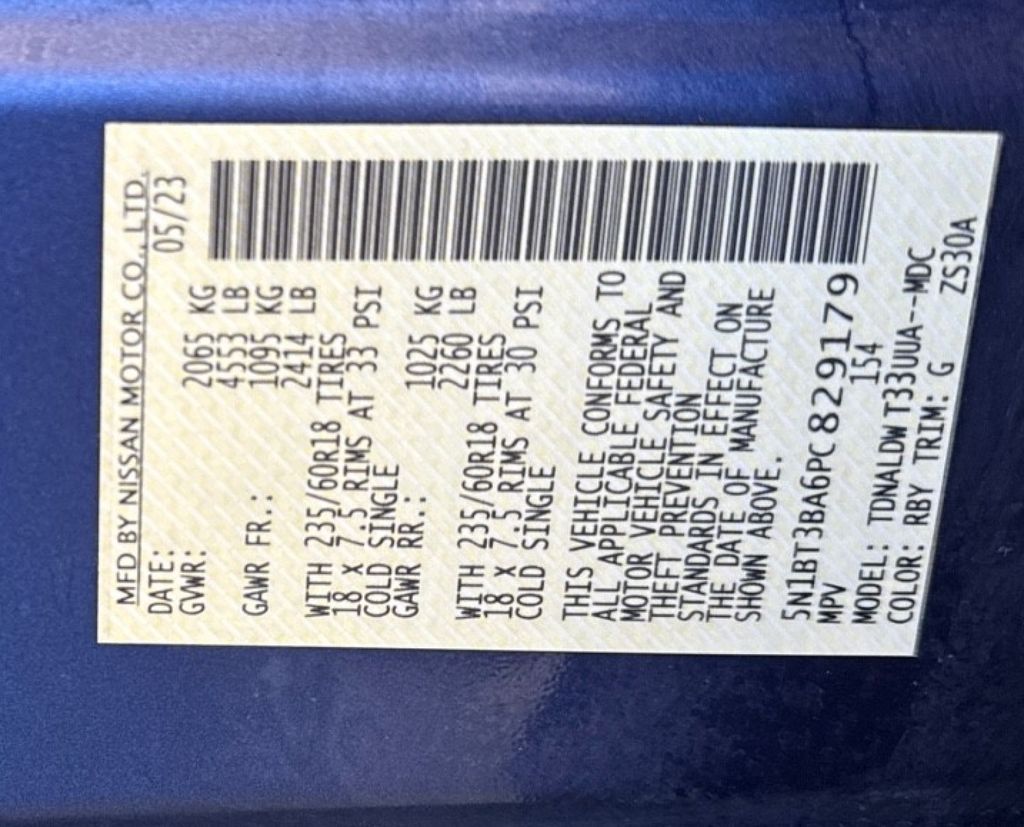 MFD BY NISSAN MOTOR CO., LTD.
DATE: 05/23
GVWR: 2065 KG
4553 LB
GAWR FR.: 1095 KG
2414 LB
WITH 235/60R18 TIRES
18 x 7.5 RIMS AT 33 PSI
COLD SINGLE
GAWR RR.: 1025 KG
2260 LB
WITH 235/60R18 TIRES
18 x 7.5 RIMS AT 30 PSI
COLD SINGLE
THIS VEHICLE CONFORMS TO
ALL APPLICABLE FEDERAL
MOTOR VEHICLE SAFETY AND
THEFT PREVENTION
STANDARDS IN EFFECT ON
THE DATE OF MANUFACTURE
SHOWN ABOVE.
5N1BT3BA6PC829179
MPV 154
MODEL: TDNALDW T33UUA--MDC
COLOR: RBY TRIM: G ZS30A